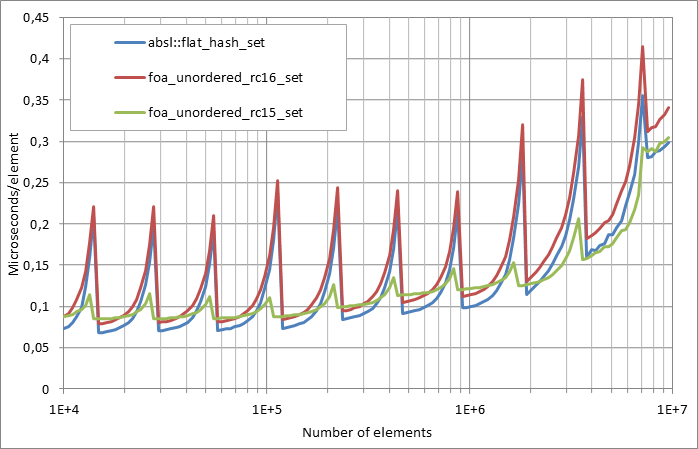 0,45
0,4
0,35
0,3
0,25
0,2
0,15
0,1
0,05
0
Microseconds/element
absl::flat_hash_set
foa_unordered_rc16_set
foa_unordered_rc15_set
1E+4 1E+5 1E+6 1E+7
Number of elements